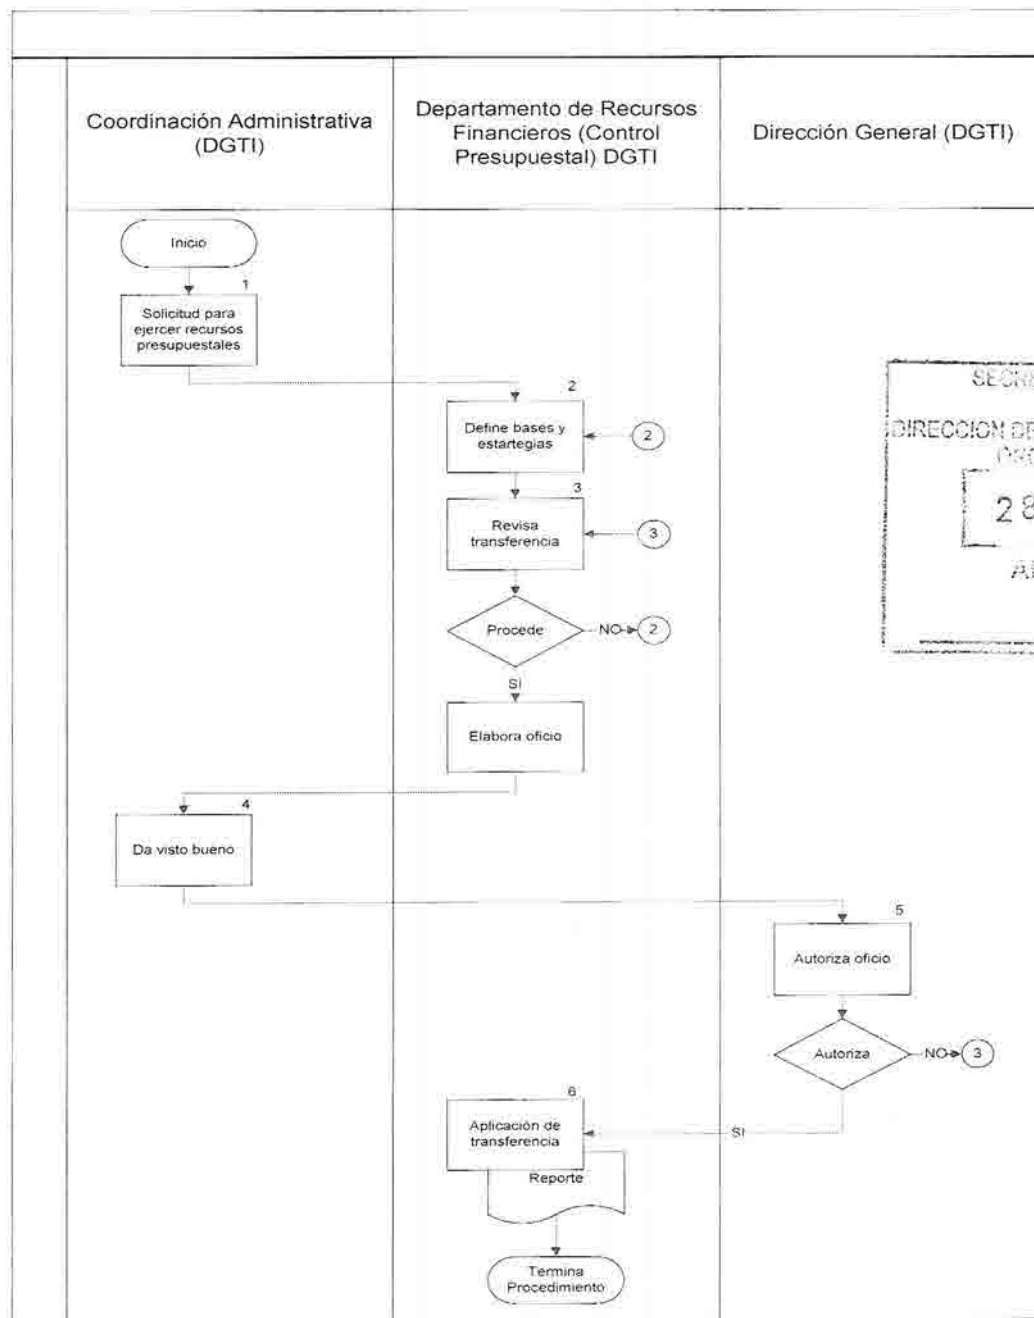 Coordinación Administrativa
(DGTI)
Departamento de Recursos
Financieros (Control
Presupuestal) DGTI
Dirección General (DGTI)
Inicio
1
Solicitud para
ejercer recursos
presupuestales
2
Define bases y
estartegias
2
3
Revisa
transferencia
3
Procede
NO
2
SI
Elabora oficio
4
Da visto bueno
5
Autoriza oficio
Autoriza
NO
3
6
Aplicación de
transferencia
SI
Reporte
Termina
Procedimiento
DIRECCION DE
28